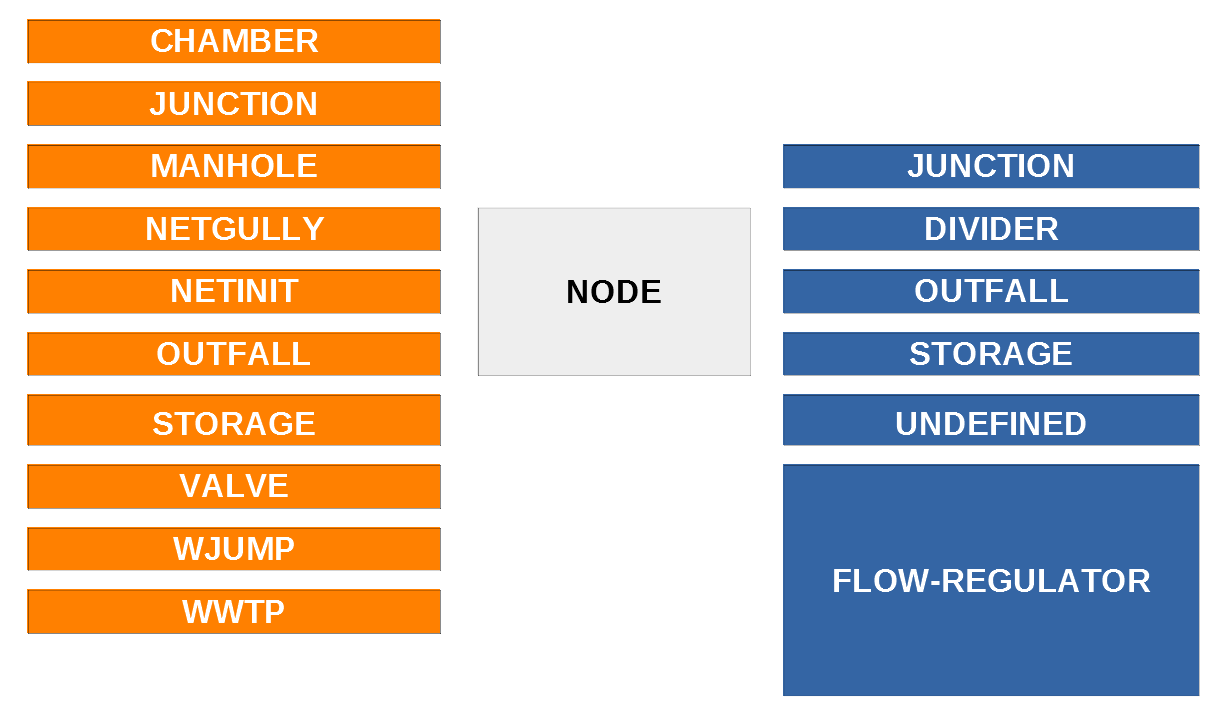 CHAMBER
JUNCTION
MANHOLE
NETGULLY
NETINIT
OUTFALL
STORAGE
VALVE
WJUMP
WWTP
NODE
JUNCTION
DIVIDER
OUTFALL
STORAGE
UNDEFINED
FLOW-REGULATOR